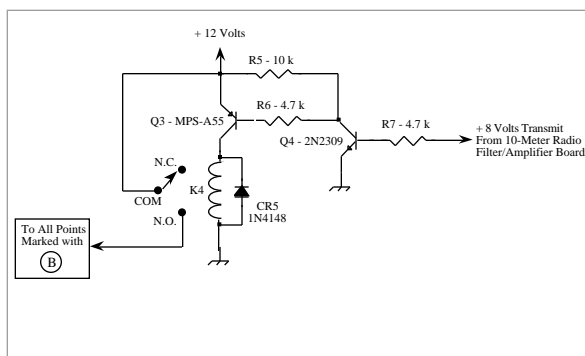 + 12 Volts
R5 - 10 k
R6 - 4.7 k
Q3 - MPS-A55
R7 - 4.7 k
+ 8 Volts Transmit
From 10-Meter Radio
Filter/Amplifier Board
Q4 - 2N2309
N.C.
K4
COM
CR5
1N4148
N.O.
To All Points
Marked with
B